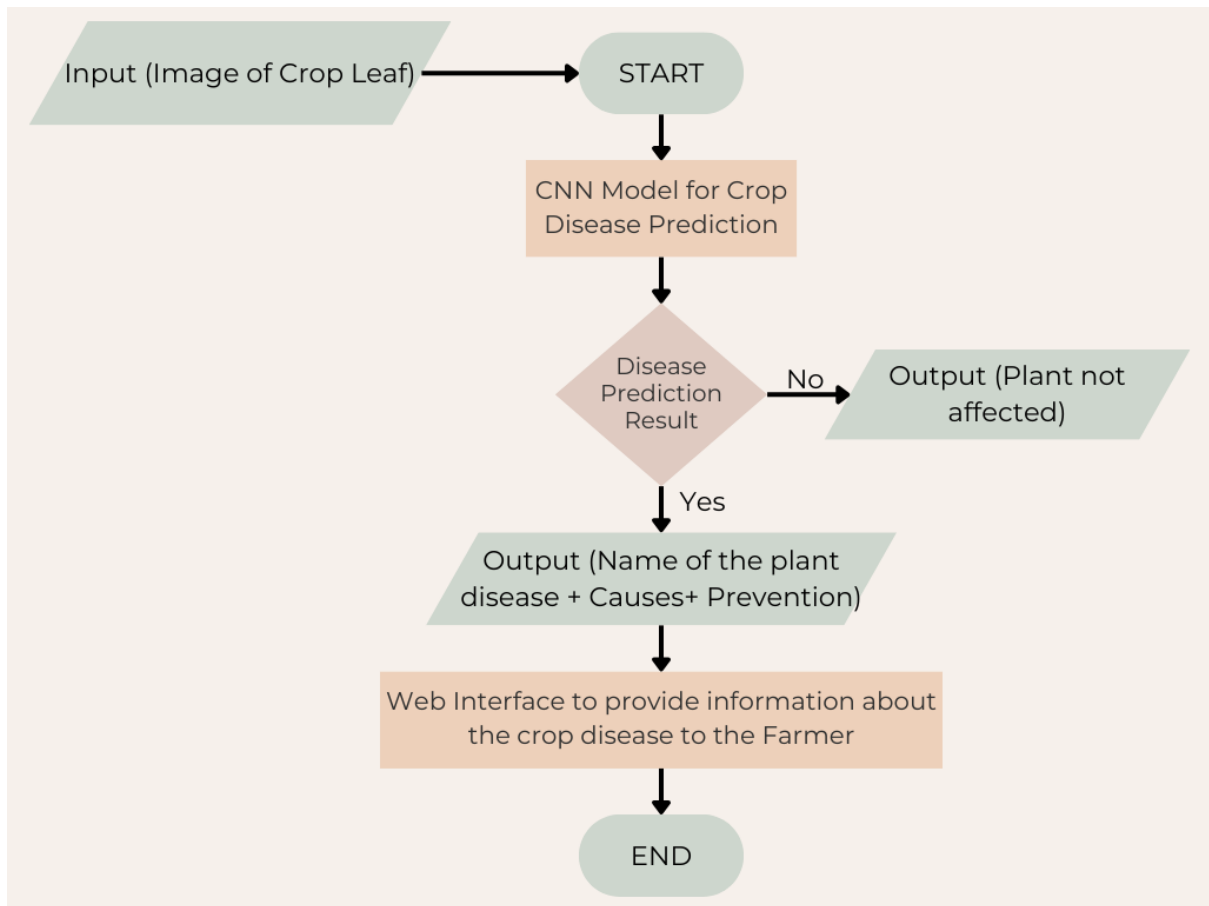 Input (Image of Crop Leaf)
START
CNN Model for Crop
Disease Prediction
Disease
Prediction
Result
No
Output (Plant not
affected)
Yes
Output (Name of the plant
disease + Causes+ Prevention)
Web Interface to provide information about
the crop disease to the Farmer
END